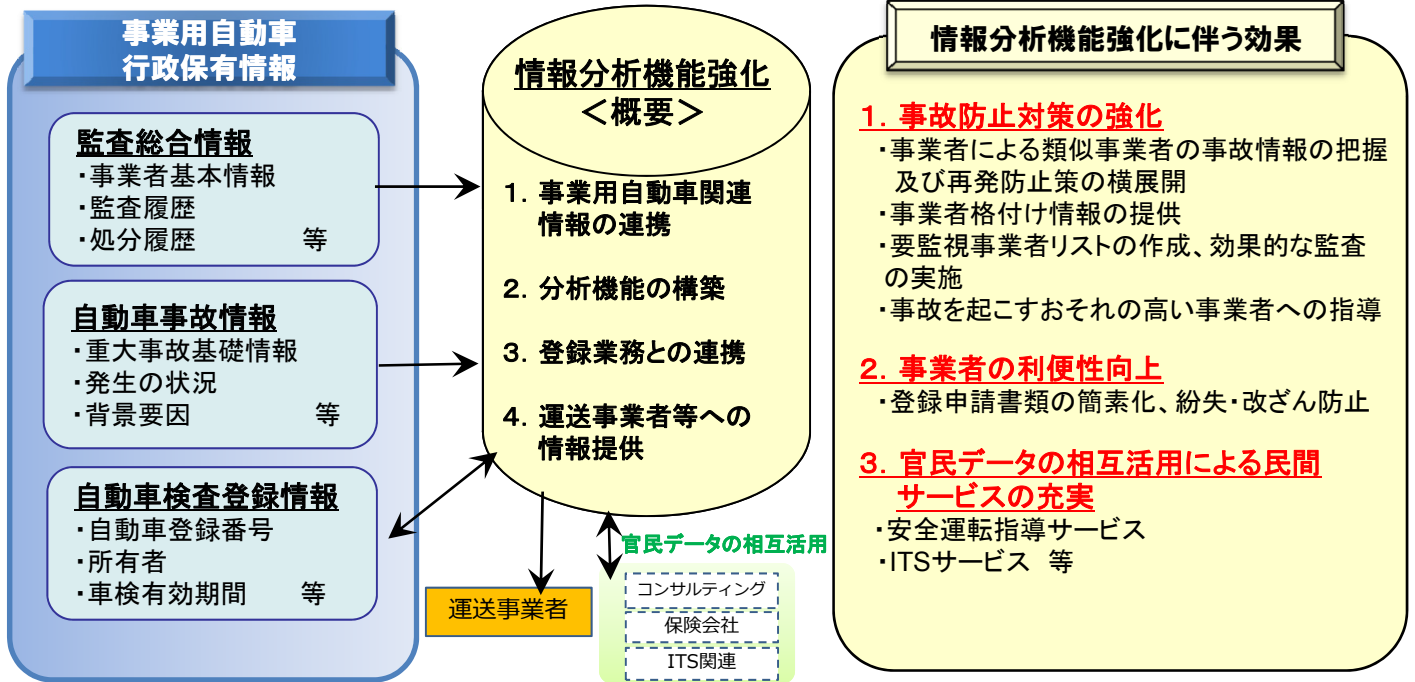 事業用自動車
行政保有情報
監査総合情報
・事業者基本情報
・監査履歴
・処分履歴　　　　等
自動車事故情報
・重大事故基礎情報
・発生の状況
・背景要因　　　　　等
自動車検査登録情報
・自動車登録番号
・所有者
・車検有効期間　　等
情報分析機能強化
＜概要＞
１．事業用自動車関連
情報の連携
２．分析機能の構築
３．登録業務との連携
４．運送事業者等への
情報提供
運送事業者
官民データの相互活用
コンサルティング
保険会社
ITS関連
情報分析機能強化に伴う効果
１．事故防止対策の強化
・事業者による類似事業者の事故情報の把握
及び再発防止策の横展開
・事業者格付け情報の提供
・要監視事業者リストの作成、効果的な監査
の実施
・事故を起こすおそれの高い事業者への指導
２．事業者の利便性向上
・登録申請書類の簡素化、紛失・改ざん防止
３．官民データの相互活用による民間
サービスの充実
・安全運転指導サービス
・ITSサービス　等